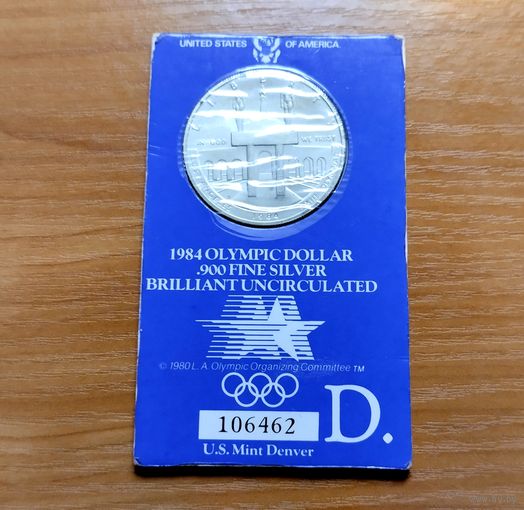 UNITED STATES OF AMERICA
LIBERTY
IN GOD WE TRUST
1984
1984 OLYMPIC DOLLAR
.900 FINE SILVER
BRILLIANT UNCIRCULATED
© 1980 L. A. Olympic Organizing Committee TM
106462
D.
U.S. Mint Denver